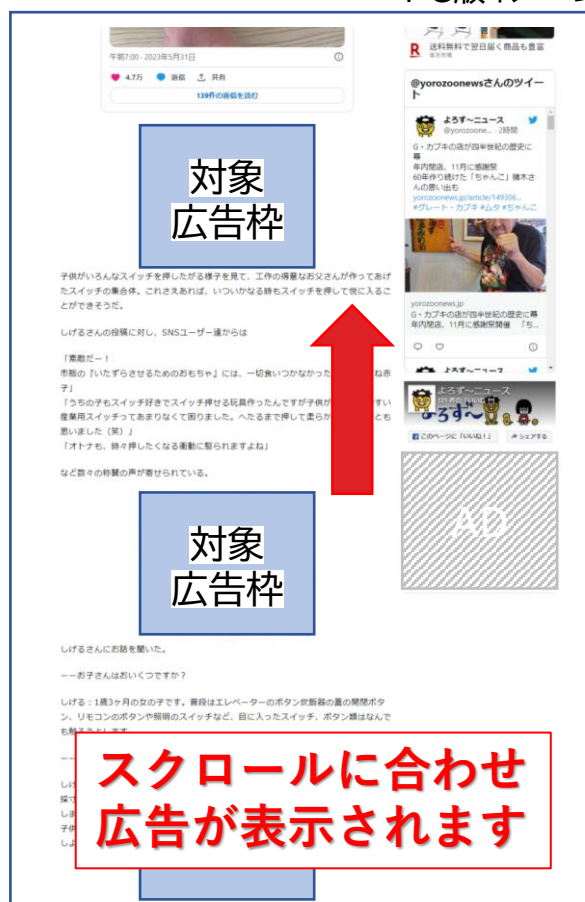 午前7:00 · 2023年5月31日
4.7万 返信 共有
139件の返信を読む
対象
広告枠
子供がいろんなスイッチを押したがる様子を見て、工作の得意なお父さんが作ってあげ
たスイッチの集合体。これさえあれば、いついかなる時もスイッチを押して悦に入るこ
とができそうだ。
しげるさんの投稿に対し、SNSユーザー達からは
「素敵だー！
市販の『いたずらさせるためのおもちゃ』には、一切食いつかなかった
ね赤
子」
「うちの子もスイッチ好きでスイッチ押せる玩具作ったんですが子供が
すい
産業用スイッチってあまりなくて困りました。へたるまで押して柔らか
とも
思いました（笑）」
「オトナも、時々押したくなる衝動に駆られますよね」
など数々の称賛の声が寄せられている。
対象
広告枠
しげるさんにお話を聞いた。
ーーお子さんはおいくつですか？
しげる：1歳3ヶ月の女の子です。普段はエレベーターのボタン炊飯器の蓋の開閉ボタ
ン、リモコンのボタンや照明のスイッチなど、目に入ったスイッチ、ボタン類はなんで
スクロールに合わせ
広告が表示されます
R 送料無料で翌日届く商品も豊富
楽天市場
@yorozoonewsさんのツイー
ト
よろず〜ニュース
@yorozoone... · 2時間
G・カブキの店が四半世紀の歴史に
幕
年内閉店、11月に感謝祭
60年作り続けた「ちゃんこ」猪木さ
んの思い出も
yorozoonews.jp/article/149306...
#グレート・カブキ #ムタ #ちゃんこ
yorozoonews.jp
G・カブキの店が四半世紀の歴史に幕
年内閉店、11月に感謝祭開催 「ち...
よろず〜ニュース
よろず〜ニュース
よろず〜
このページに「いいね！」 シェアする
AD